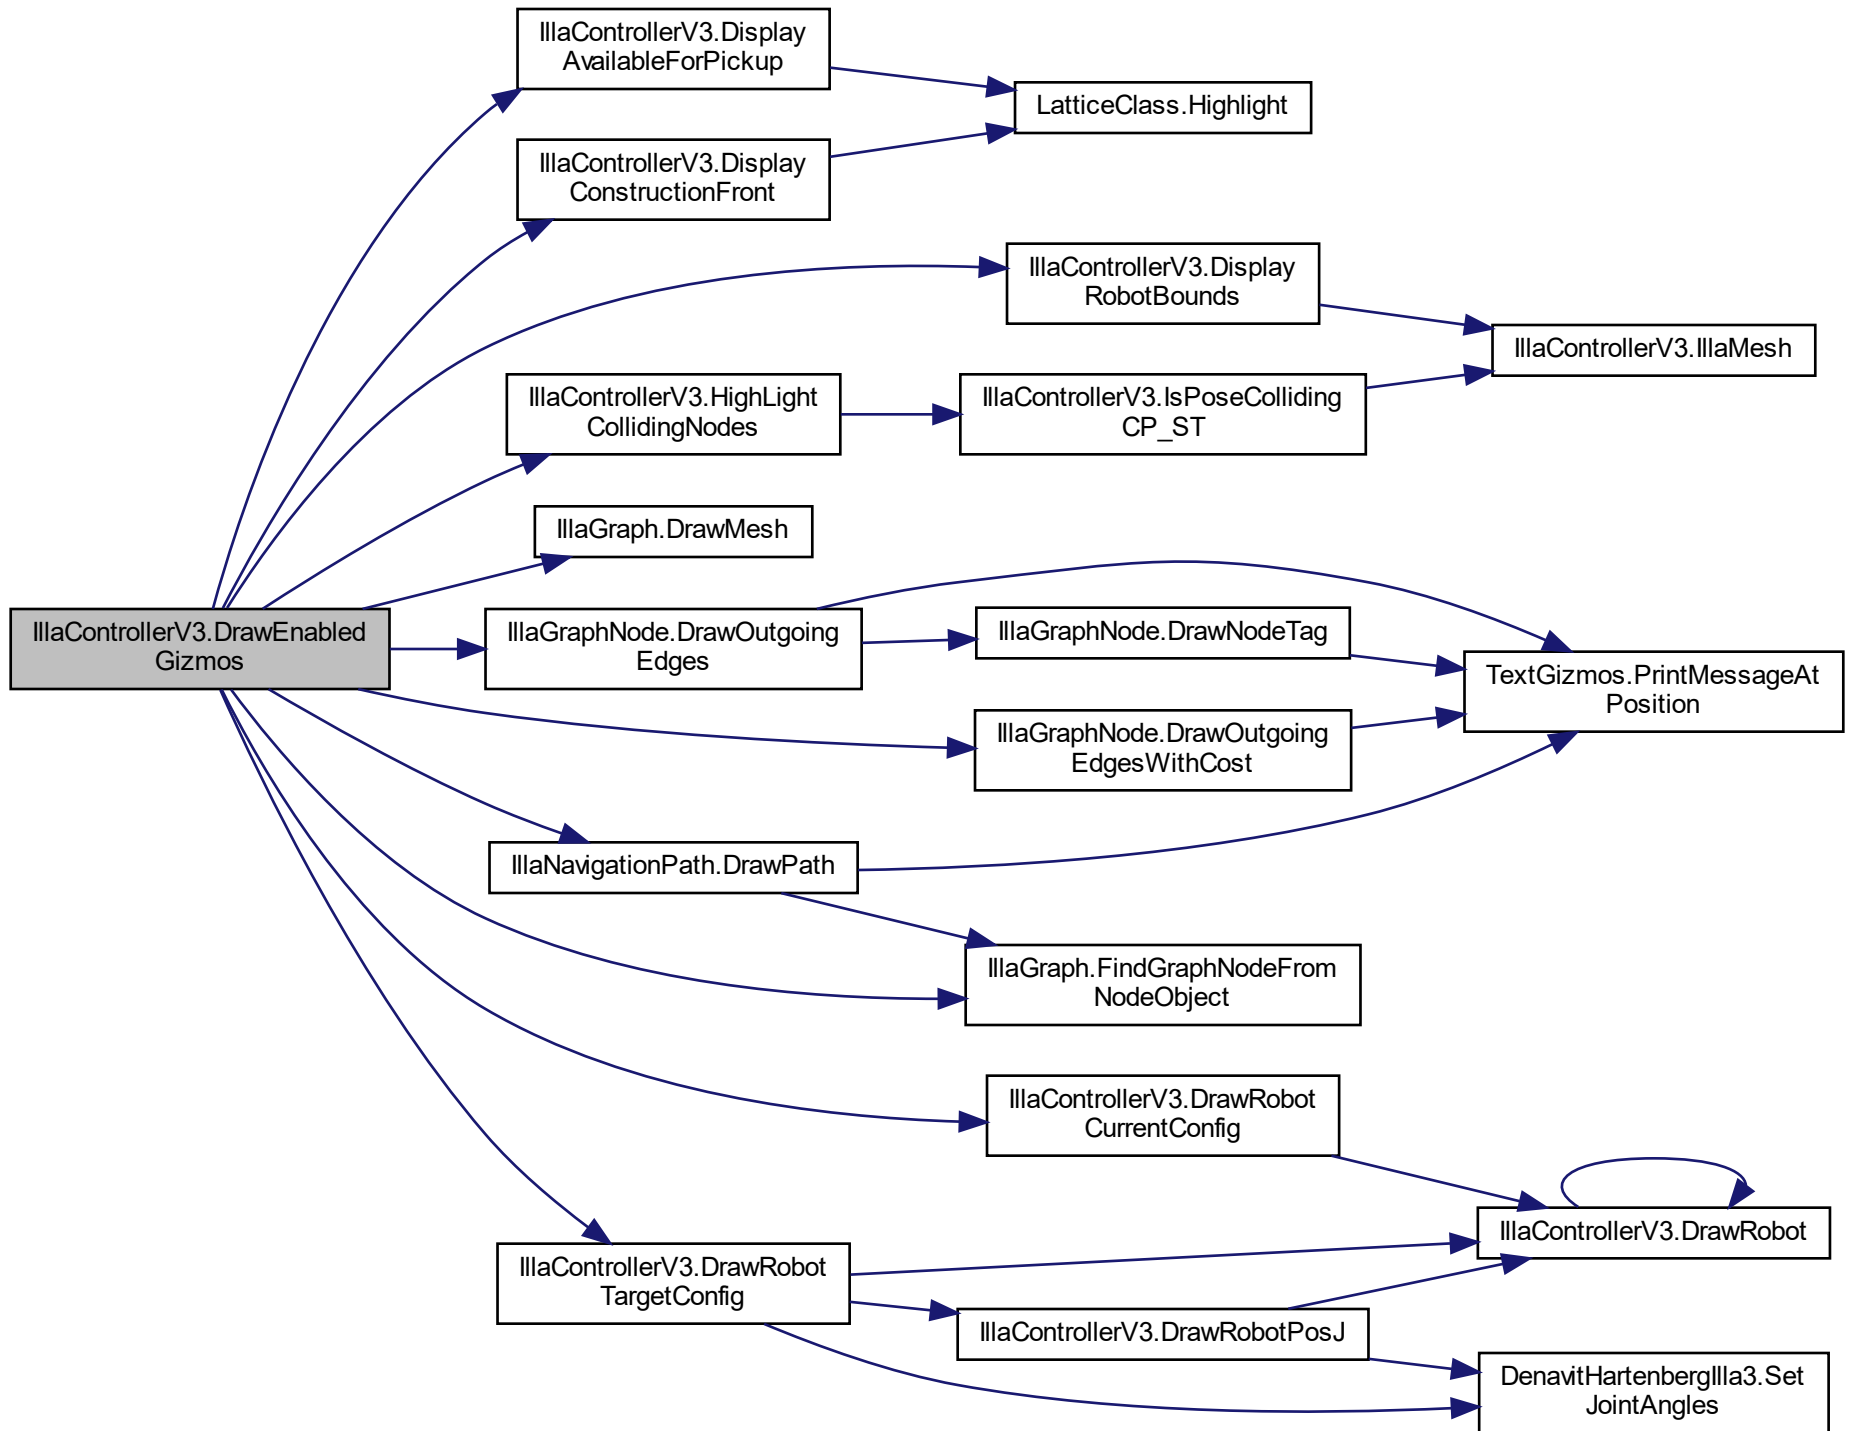 IllaControllerV3.Display
AvailableForPickup
LatticeClass.Highlight
IllaControllerV3.Display
ConstructionFront
IllaControllerV3.Display
RobotBounds
IllaControllerV3.IllaMesh
IllaControllerV3.HighLight
CollidingNodes
IllaControllerV3.IsPoseColliding
CP_ST
IllaGraph.DrawMesh
IllaControllerV3.DrawEnabled
Gizmos
IllaGraphNode.DrawOutgoing
Edges
IllaGraphNode.DrawNodeTag
TextGizmos.PrintMessageAt
Position
IllaGraphNode.DrawOutgoing
EdgesWithCost
IllaNavigationPath.DrawPath
IllaGraph.FindGraphNodeFrom
NodeObject
IllaControllerV3.DrawRobot
CurrentConfig
IllaControllerV3.DrawRobot
IllaControllerV3.DrawRobot
TargetConfig
IllaControllerV3.DrawRobotPosJ
DenavitHartenbergIlla3.Set
JointAngles